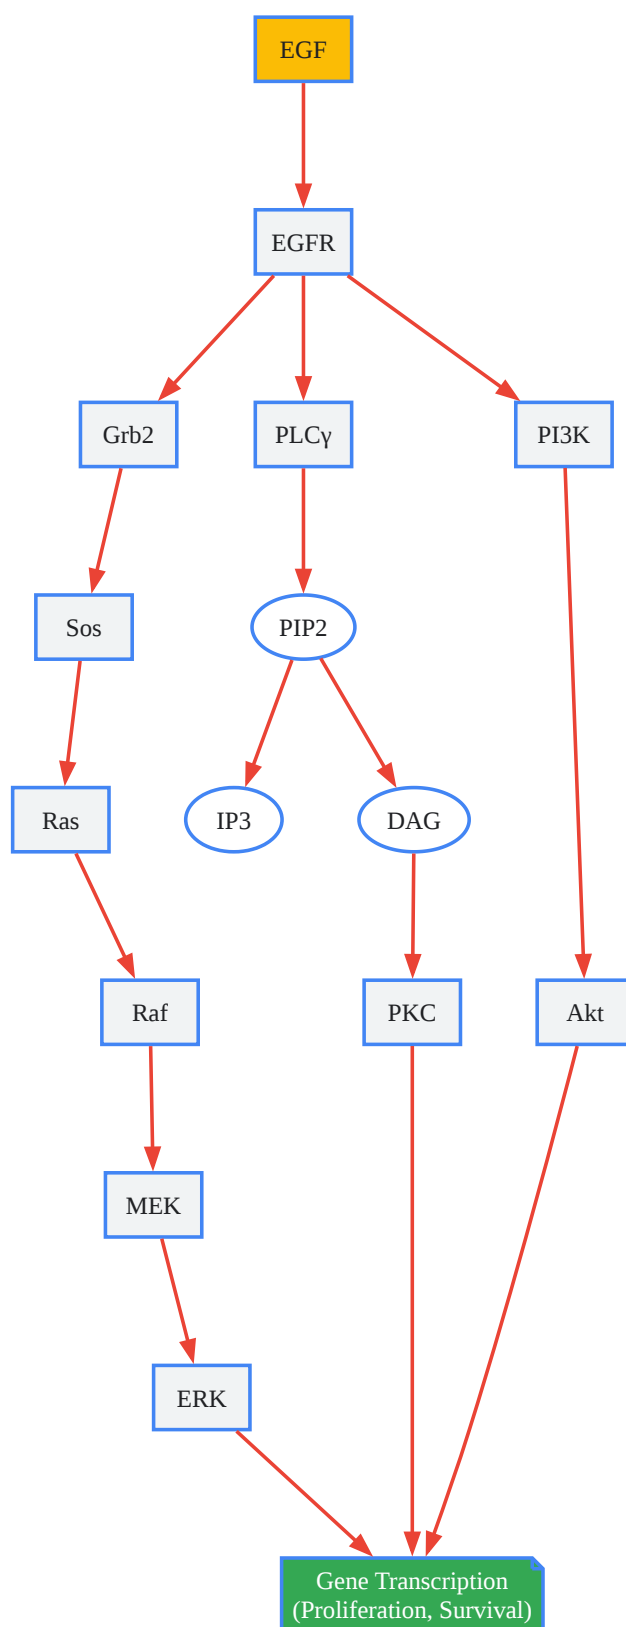 EGF
EGFR
Grb2
PLCγ
PI3K
Sos
PIP2
Ras
IP3
DAG
Raf
PKC
Akt
MEK
ERK
Gene Transcription
(Proliferation, Survival)